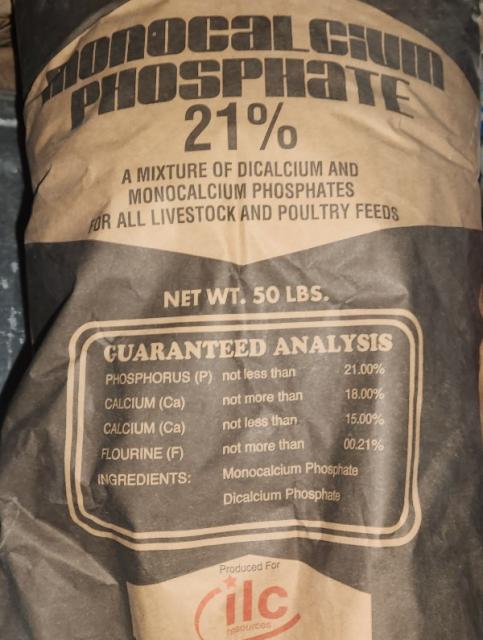 MONOCALCIUM
PHOSPHATE
21%
A MIXTURE OF DICALCIUM AND
MONOCALCIUM PHOSPHATES
FOR ALL LIVESTOCK AND POULTRY FEEDS
NET WT. 50 LBS.
GUARANTEED ANALYSIS
PHOSPHORUS (P) not less than 21.00%
CALCIUM (Ca) not more than 18.00%
CALCIUM (Ca) not less than 15.00%
FLOURINE (F) not more than 00.21%
INGREDIENTS: Monocalcium Phosphate
Dicalcium Phosphate
Produced For
ilc
resources